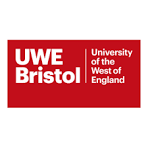 UWE
Bristol
University
of the
West of
England